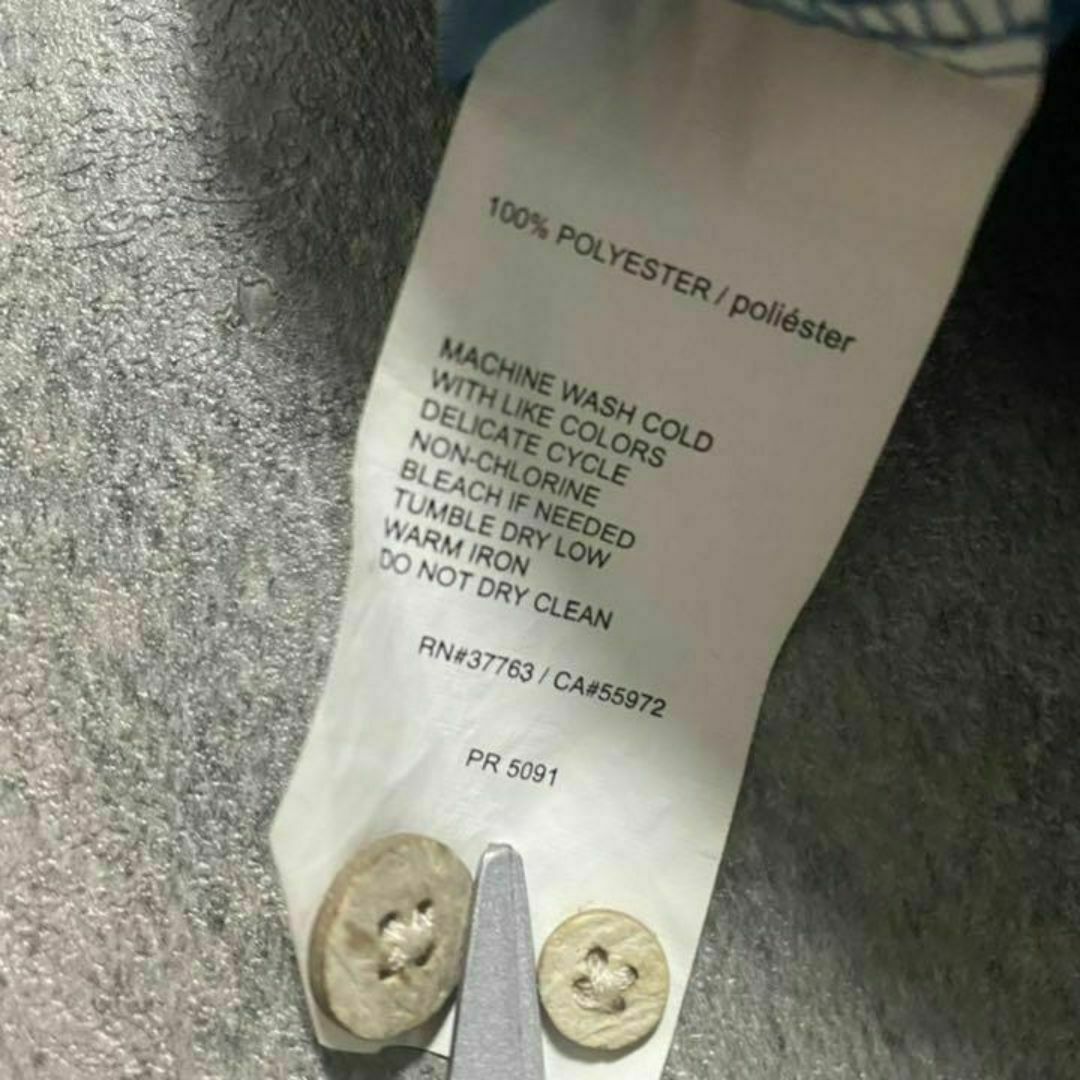 100% POLYESTER / poliéster
MACHINE WASH COLD
WITH LIKE COLORS
DELICATE CYCLE
NON-CHLORINE
BLEACH IF NEEDED
TUMBLE DRY LOW
WARM IRON
DO NOT DRY CLEAN
RN#37763 / CA#55972
PR 5091